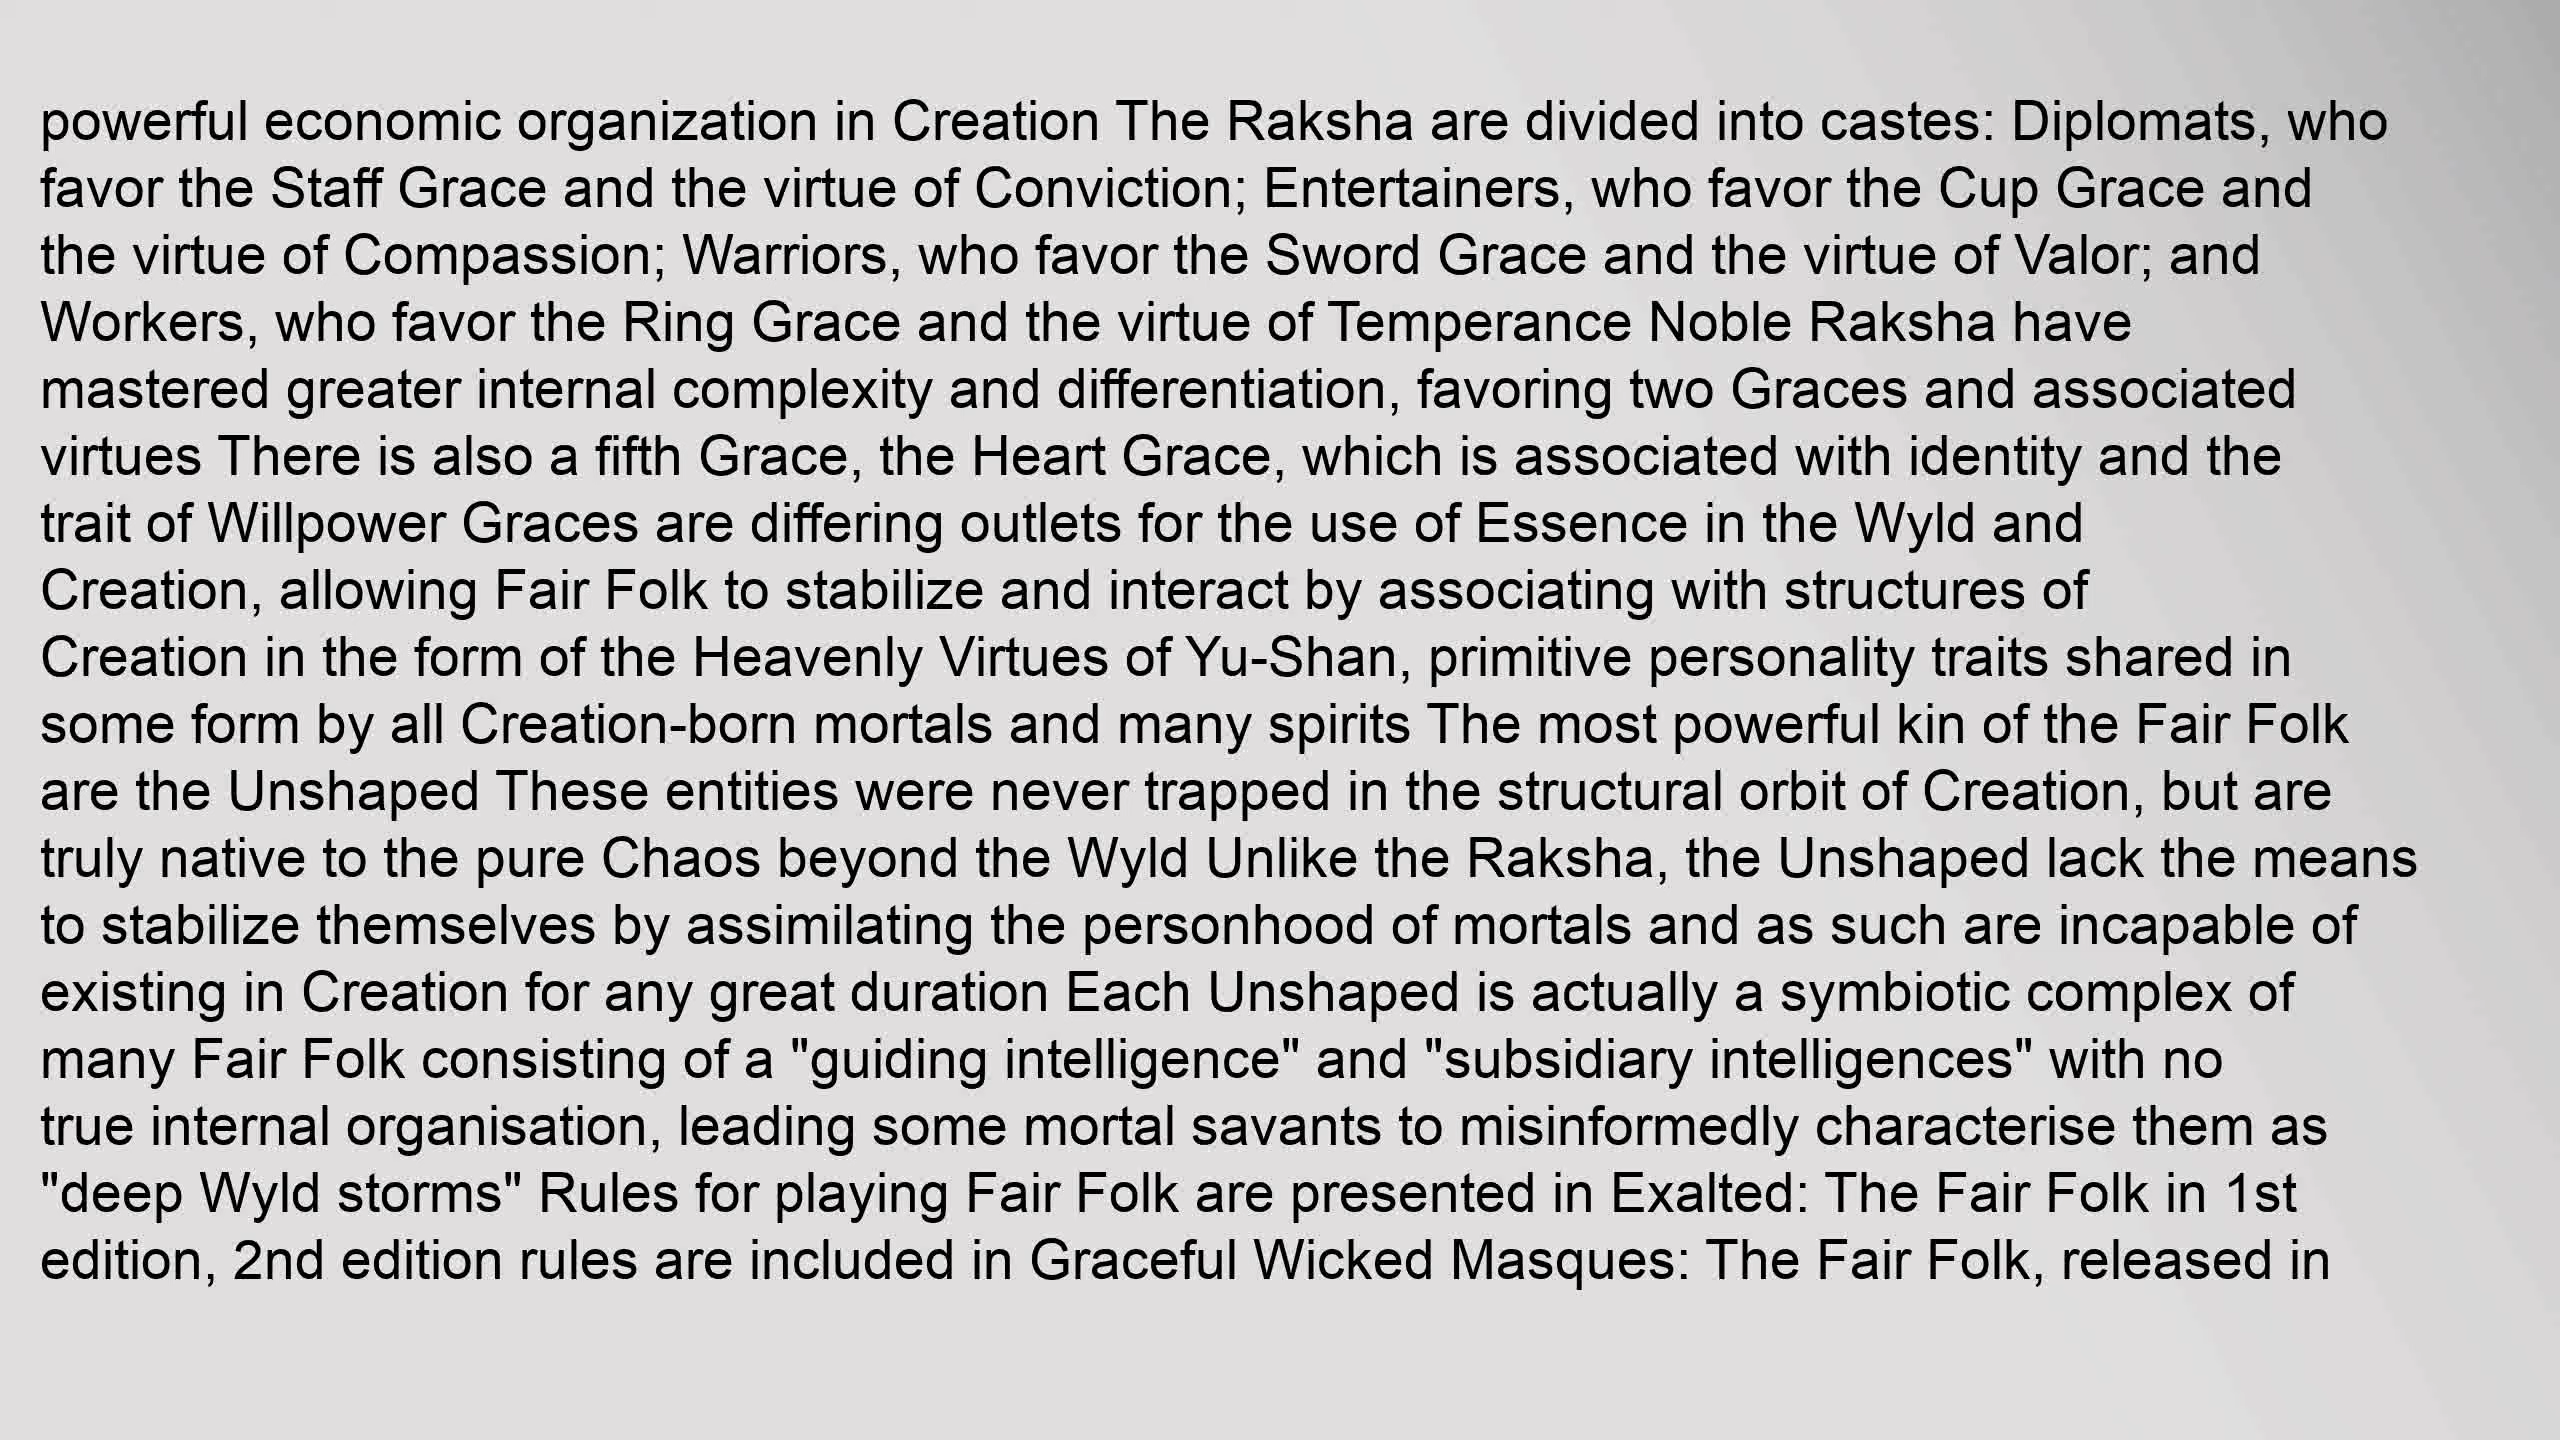 powerful economic organization in Creation The Raksha are divided into castes: Diplomats, who
favor the Staff Grace and the virtue of Conviction; Entertainers, who favor the Cup Grace and
the virtue of Compassion; Warriors, who favor the Sword Grace and the virtue of Valor; and
Workers, who favor the Ring Grace and the virtue of Temperance Noble Raksha have
mastered greater internal complexity and differentiation, favoring two Graces and associated
virtues There is also a fifth Grace, the Heart Grace, which is associated with identity and the
trait of Willpower Graces are differing outlets for the use of Essence in the Wyld and
Creation, allowing Fair Folk to stabilize and interact by associating with structures of
Creation in the form of the Heavenly Virtues of Yu-Shan, primitive personality traits shared in
some form by all Creation-born mortals and many spirits The most powerful kin of the Fair Folk
are the Unshaped These entities were never trapped in the structural orbit of Creation, but are
truly native to the pure Chaos beyond the Wyld Unlike the Raksha, the Unshaped lack the means
to stabilize themselves by assimilating the personhood of mortals and as such are incapable of
existing in Creation for any great duration Each Unshaped is actually a symbiotic complex of
many Fair Folk consisting of a "guiding intelligence" and "subsidiary intelligences" with no
true internal organisation, leading some mortal savants to misinformedly characterise them as
"deep Wyld storms" Rules for playing Fair Folk are presented in Exalted: The Fair Folk in 1st
edition, 2nd edition rules are included in Graceful Wicked Masques: The Fair Folk, released in